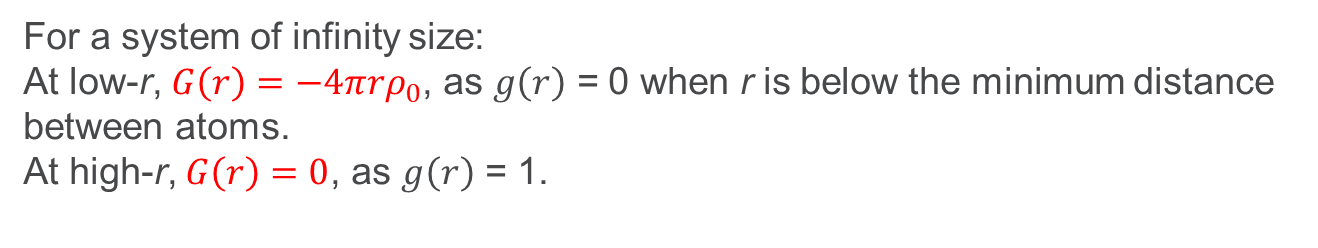 For a system of infinity size:
At low-r, G(r) = −4πrρ₀, as g(r) = 0 when r is below the minimum distance
between atoms.
At high-r, G(r) = 0, as g(r) = 1.